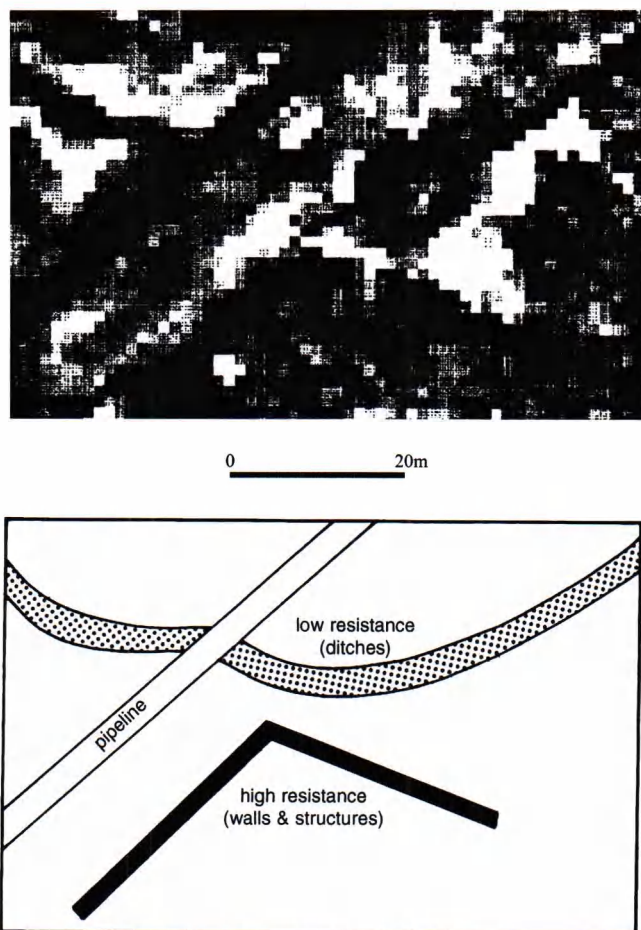 0 20m
low resistance
(ditches)
pipeline
high resistance
(walls & structures)